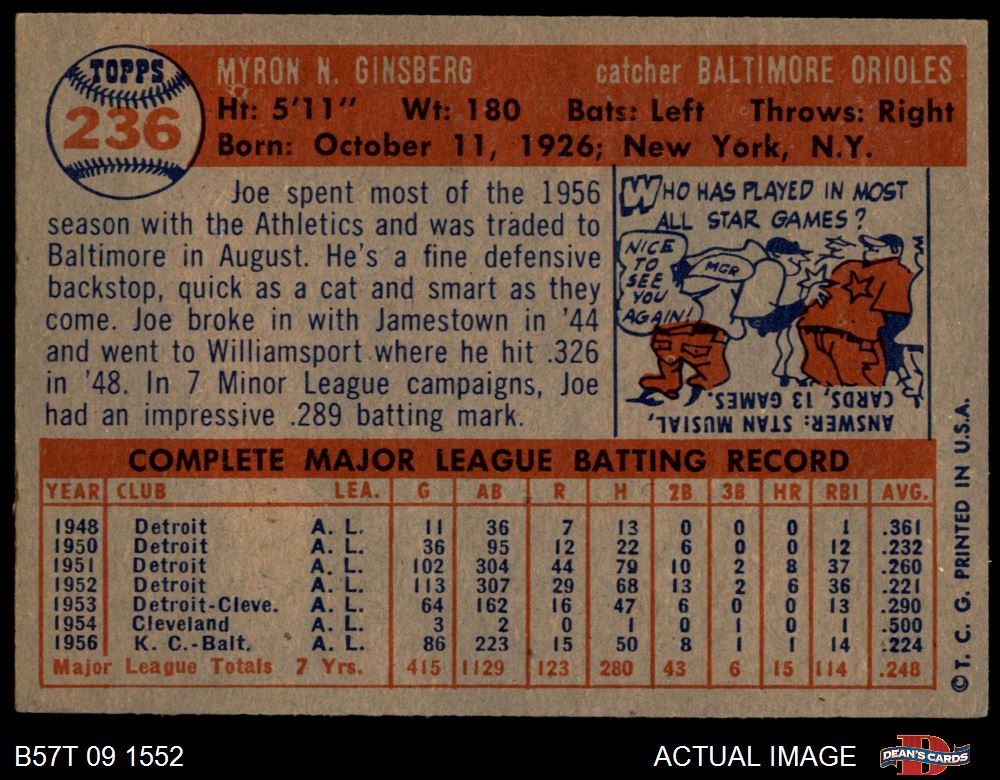 TOPPS
236
MYRON N. GINSBERG catcher BALTIMORE ORIOLES
Ht: 5'11" Wt: 180 Bats: Left Throws: Right
Born: October 11, 1926; New York, N.Y.
Joe spent most of the 1956
season with the Athletics and was traded to
Baltimore in August. He's a fine defensive
backstop, quick as a cat and smart as they
come. Joe broke in with Jamestown in '44
and went to Williamsport where he hit .326
in '48. In 7 Minor League campaigns, Joe
had an impressive .289 batting mark.
WHO HAS PLAYED IN MOST
ALL STAR GAMES?
NICE
TO
SEE
YOU
AGAIN!
MGR
ANSWER: STAN MUSIAL,
CARDS, 13 GAMES.
COMPLETE MAJOR LEAGUE BATTING RECORD
YEAR CLUB LEA. G AB R H 2B 3B HR RBI AVG.
1948 Detroit A. L. 11 36 7 13 0 0 0 1 .361
1950 Detroit A. L. 36 95 12 22 6 0 0 12 .232
1951 Detroit A. L. 102 304 44 79 10 2 8 37 .260
1952 Detroit A. L. 113 307 29 68 13 2 6 36 .221
1953 Detroit-Cleve. A. L. 64 162 16 47 6 0 0 13 .290
1954 Cleveland A. L. 3 2 0 1 0 1 0 1 .500
1956 K. C.-Balt. A. L. 86 223 15 50 8 1 1 14 .224
Major League Totals 7 Yrs. 415 1129 123 280 43 6 15 114 .248
© T. C. G. PRINTED IN U.S.A.
B57T 09 1552 ACTUAL IMAGE
DEAN'S CARDS